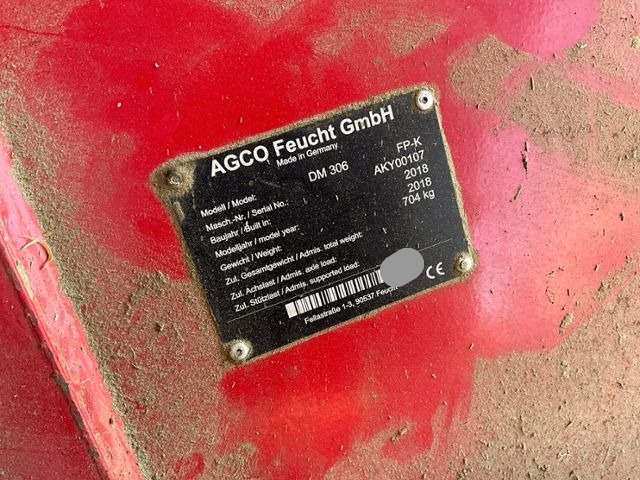 AGCO Feucht GmbH
Made in Germany
Modell / Model: DM 306 FP-K
Masch.-Nr. / Serial No.: AKY00107
Baujahr / Built in: 2018
Modelljahr / model year: 2018
Gewicht / Weight: 704 kg
Zul. Gesamtgewicht / Admis. total weight:
Zul. Achslast / Admis. axle load:
Zul. Stützlast / Admis. supported load:
CE
Fellastraße 1-3, 90537 Feucht